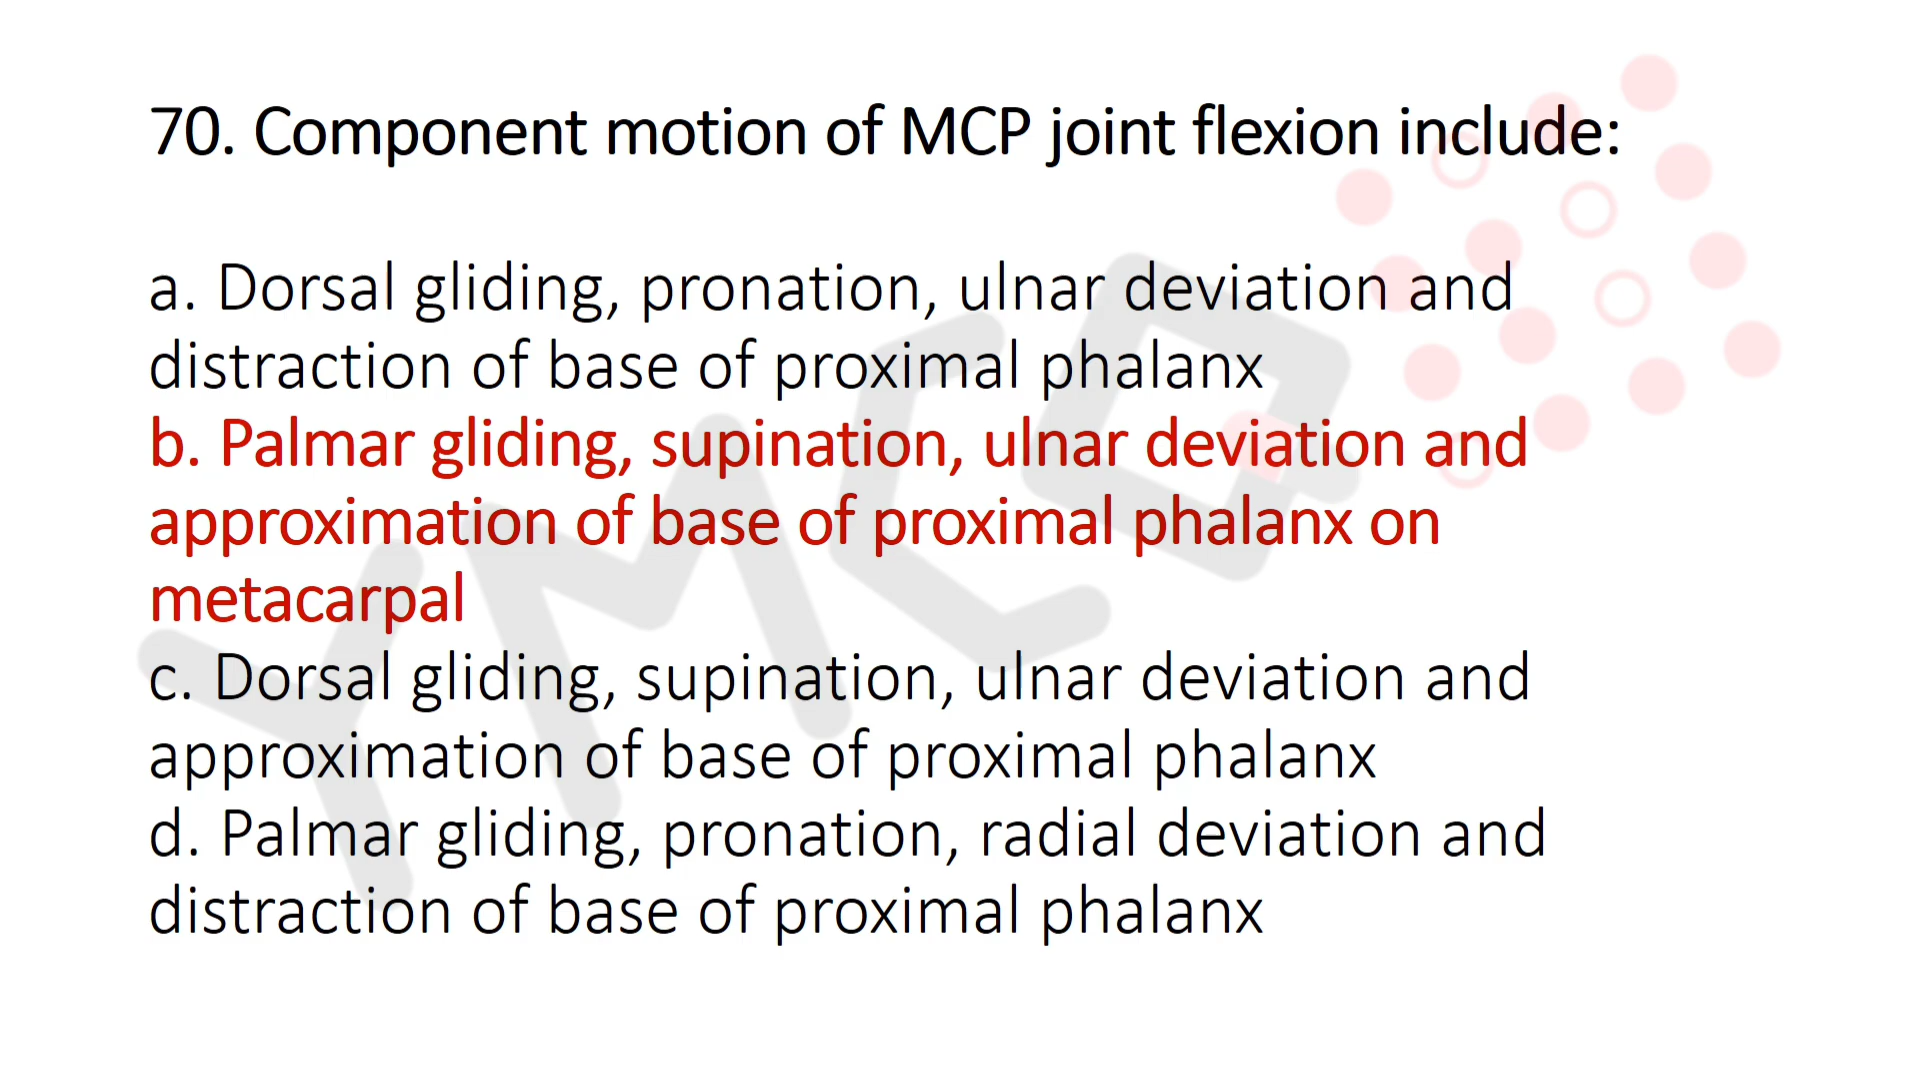 70. Component motion of MCP joint flexion include:
a. Dorsal gliding, pronation, ulnar deviation and
distraction of base of proximal phalanx
b. Palmar gliding, supination, ulnar deviation and
approximation of base of proximal phalanx on
metacarpal
c. Dorsal gliding, supination, ulnar deviation and
approximation of base of proximal phalanx
d. Palmar gliding, pronation, radial deviation and
distraction of base of proximal phalanx
YMCQ